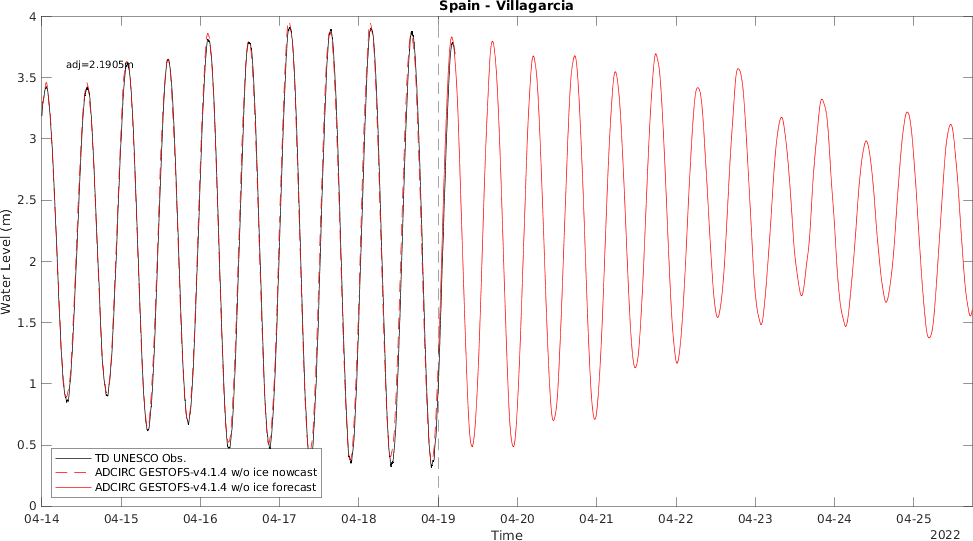 Spain - Villagarcia
4
3.5
3
2.5
2
1.5
1
0.5
0
Water Level (m)
adj=2.1905m
TD UNESCO Obs.
ADCIRC GESTOFS-v4.1.4 w/o ice nowcast
ADCIRC GESTOFS-v4.1.4 w/o ice forecast
04-14 04-15 04-16 04-17 04-18 04-19 04-20 04-21 04-22 04-23 04-24 04-25
Time
2022